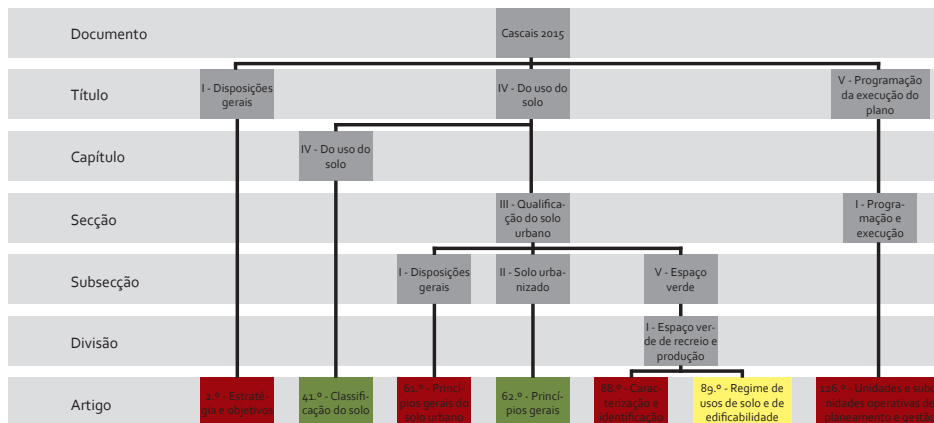 Documento
Cascais 2015
Título
I - Disposições
gerais
IV - Do uso do
solo
V - Programação
da execução do
plano
Capítulo
IV - Do uso do
solo
Secção
III - Qualifica-
ção do solo
urbano
I - Progra-
mação e
execução
Subsecção
I - Disposições
gerais
II - Solo urba-
nizado
V - Espaço
verde
Divisão
I - Espaço ver-
de de recreio e
produção
Artigo
2.º - Estraté-
gia e objetivos
41.º - Classifi-
cação do solo
61.º - Princí-
pios gerais do
solo urbano
62.º - Princí-
pios gerais
88.º - Carac-
terização e
identificação
89.º - Regime de
usos de solo e de
edificabilidade
126.º - Unidades e subu
nidades operativas de
planeamento e gestão